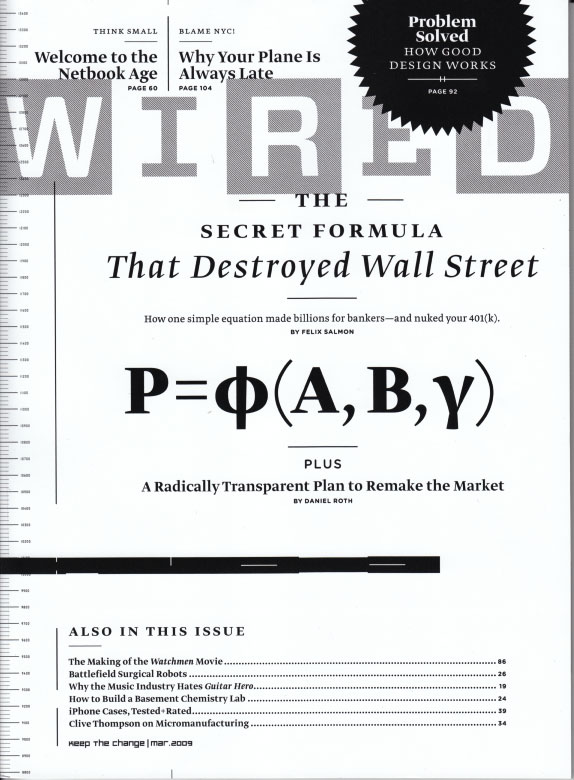 THINK SMALL
Welcome to the
Netbook Age
PAGE 60
BLAME NYC!
Why Your Plane Is
Always Late
PAGE 104
Problem
Solved
HOW GOOD
DESIGN WORKS
PAGE 92
WIRED
THE
SECRET FORMULA
That Destroyed Wall Street
How one simple equation made billions for bankers—and nuked your 401(k).
BY FELIX SALMON
P=ϕ(A, B, γ)
PLUS
A Radically Transparent Plan to Remake the Market
BY DANIEL ROTH
ALSO IN THIS ISSUE
The Making of the Watchmen Movie 86
Battlefield Surgical Robots 26
Why the Music Industry Hates Guitar Hero 19
How to Build a Basement Chemistry Lab 24
iPhone Cases, Tested+Rated 39
Clive Thompson on Micromanufacturing 34
Keep The change | mar.2009